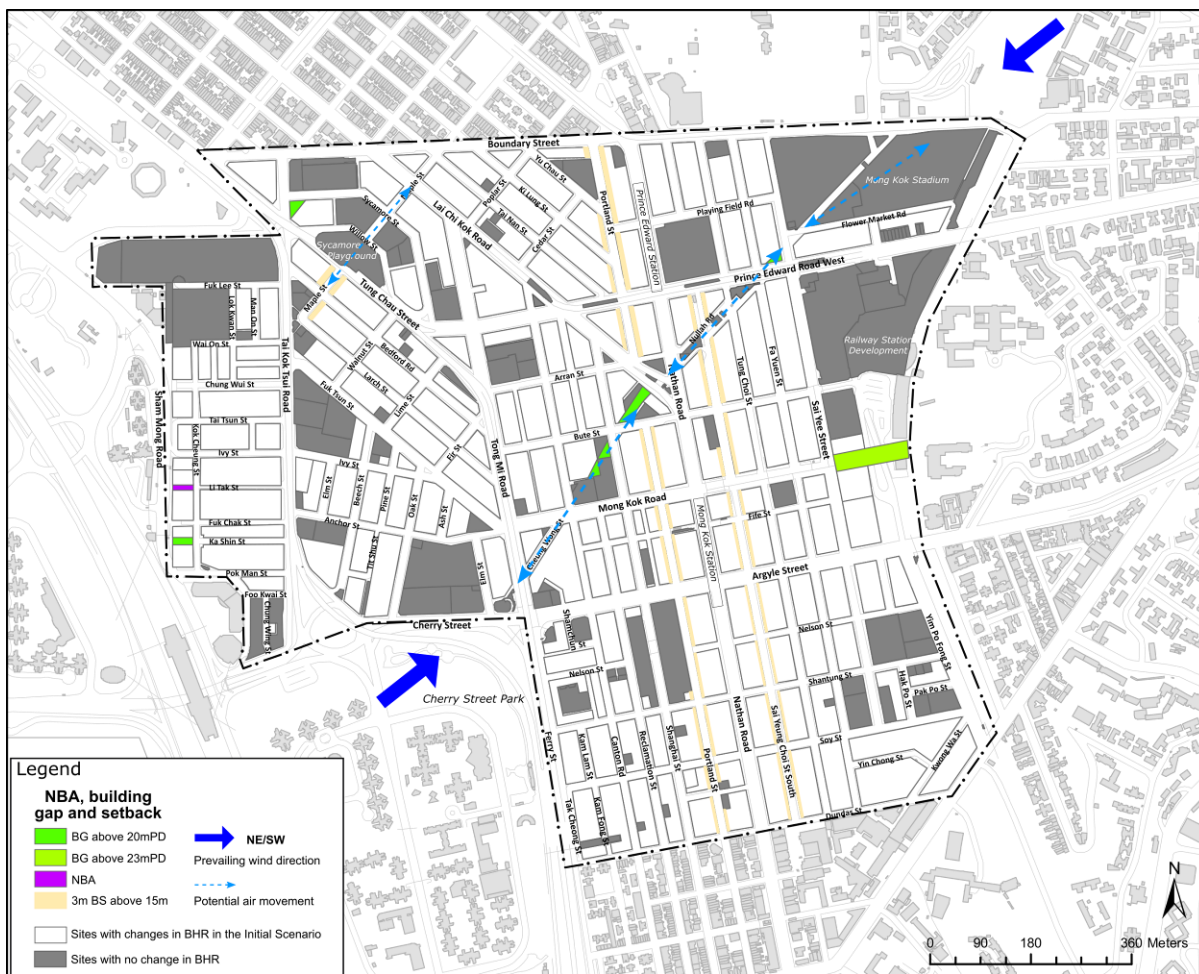 Boundary Street
Mong Kok Stadium
Yu Chau St
Maple St
Poplar St
Ki Lung St
Sycamore St
Lai Chi Kok Road
Tai Nan St
Portland St
Prince Edward Station
Playing Field Rd
Flower Market Rd
Willow St
Cedar St
Sycamore
Playground
Prince Edward Road West
Fuk Lee St
Maple St
Tung Chau Street
Lok Kwan St
Man On St
Nullah Rd
Railway Station
Development
Wai On St
Tai Kok Tsui Road
Walnut St
Bedford Rd
Chung Wui St
Larch St
Arran St
Nathan Road
Tung Choi St
Fa Yuen St
Fuk Tsun St
Lime St
Sham Mong Road
Tai Tsun St
Kok Cheung St
Ivy St
Fir St
Bute St
Sai Yee Street
Tong Mi Road
Ivy St
Li Tak St
Elm St
Beech St
Pine St
Oak St
Ash St
Mong Kok Road
Mong Kok Station
Fife St
Fuk Chak St
Anchor St
Ka Shin St
Tit Shu St
Cheung Wong St
Elm St
Argyle Street
Pok Man St
Foo Kwai St
Chung Wing St
Cherry Street
Shamchun St
Nelson St
Nelson St
Yim Po Fong St
Shantung St
Hak Po St
Pak Po St
Cherry Street Park
Nathan Road
Sai Yeung Choi St South
Soy St
Yin Chong St
Kwong Wa St
Ferry St
Kam Lam St
Canton Rd
Reclamation St
Shanghai St
Portland St
Tak Cheong St
Kam Fong St
Dundas St
Legend
NBA, building
gap and setback
BG above 20mPD
BG above 23mPD
NBA
3m BS above 15m
NE/SW
Prevailing wind direction
Potential air movement
Sites with changes in BHR in the Initial Scenario
Sites with no change in BHR
N
0 90 180 360 Meters